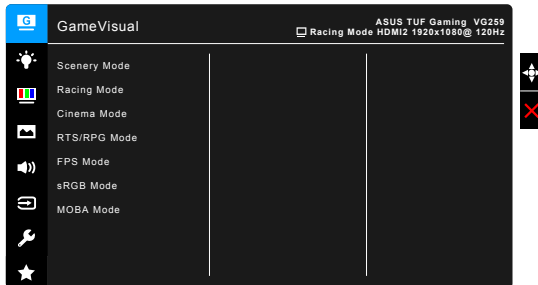 G
GameVisual
ASUS TUF Gaming VG259
Racing Mode HDMI2 1920x1080@ 120Hz
Scenery Mode
Racing Mode
Cinema Mode
RTS/RPG Mode
FPS Mode
sRGB Mode
MOBA Mode